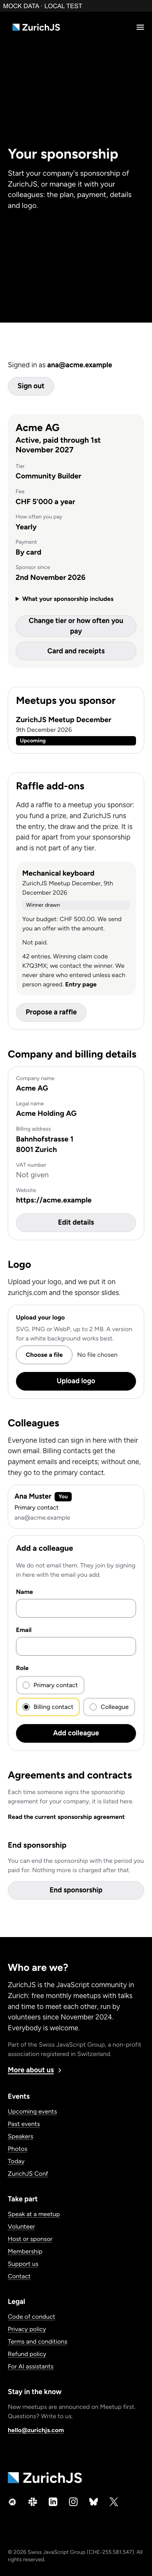 MOCK DATA · LOCAL TEST
ZurichJS
Your sponsorship
Start your company's sponsorship of
ZurichJS, or manage it with your
colleagues: the plan, payment, details
and logo.
Signed in as ana@acme.example
Sign out
Acme AG
Active, paid through 1st
November 2027
Tier
Community Builder
Fee
CHF 5'000 a year
How often you pay
Yearly
Payment
By card
Sponsor since
2nd November 2026
What your sponsorship includes
Change tier or how often you
pay
Card and receipts
Meetups you sponsor
ZurichJS Meetup December
9th December 2026
Upcoming
Raffle add-ons
Add a raffle to a meetup you sponsor:
you fund a prize, and ZurichJS runs
the entry, the draw and the prize. It is
paid for apart from your sponsorship
and is not part of any tier.
Mechanical keyboard
ZurichJS Meetup December, 9th
December 2026
Winner drawn
Your budget: CHF 500.00. We send
you an offer with the amount.
Not paid.
42 entries. Winning claim code
K7Q3MX; we contact the winner. We
never share who entered unless each
person agreed. Entry page
Propose a raffle
Company and billing details
Company name
Acme AG
Legal name
Acme Holding AG
Billing address
Bahnhofstrasse 1
8001 Zurich
VAT number
Not given
Website
https://acme.example
Edit details
Logo
Upload your logo, and we put it on
zurichjs.com and the sponsor slides.
Upload your logo
SVG, PNG or WebP, up to 2 MB. A version
for a white background works best.
Choose a file
No file chosen
Upload logo
Colleagues
Everyone listed can sign in here with their
own email. Billing contacts get the
payment emails and receipts; without one,
they go to the primary contact.
Ana Muster You
Primary contact
ana@acme.example
Add a colleague
We do not email them. They join by signing
in here with the email you add.
Name
Email
Role
Primary contact
Billing contact
Colleague
Add colleague
Agreements and contracts
Each time someone signs the sponsorship
agreement for your company, it is listed here.
Read the current sponsorship agreement
End sponsorship
You can end the sponsorship with the period you
paid for. Nothing more is charged after that.
End sponsorship
Who are we?
ZurichJS is the JavaScript community in
Zurich: free monthly meetups with talks
and time to meet each other, run by
volunteers since November 2024.
Everybody is welcome.
Part of the Swiss JavaScript Group, a non-profit
association registered in Switzerland.
More about us
Events
Upcoming events
Past events
Speakers
Photos
Today
ZurichJS Conf
Take part
Speak at a meetup
Volunteer
Host or sponsor
Membership
Support us
Contact
Legal
Code of conduct
Privacy policy
Terms and conditions
Refund policy
For AI assistants
Stay in the know
New meetups are announced on Meetup first.
Questions? Write to us.
hello@zurichjs.com
ZurichJS
© 2026 Swiss JavaScript Group (CHE-255.581.547). All
rights reserved.